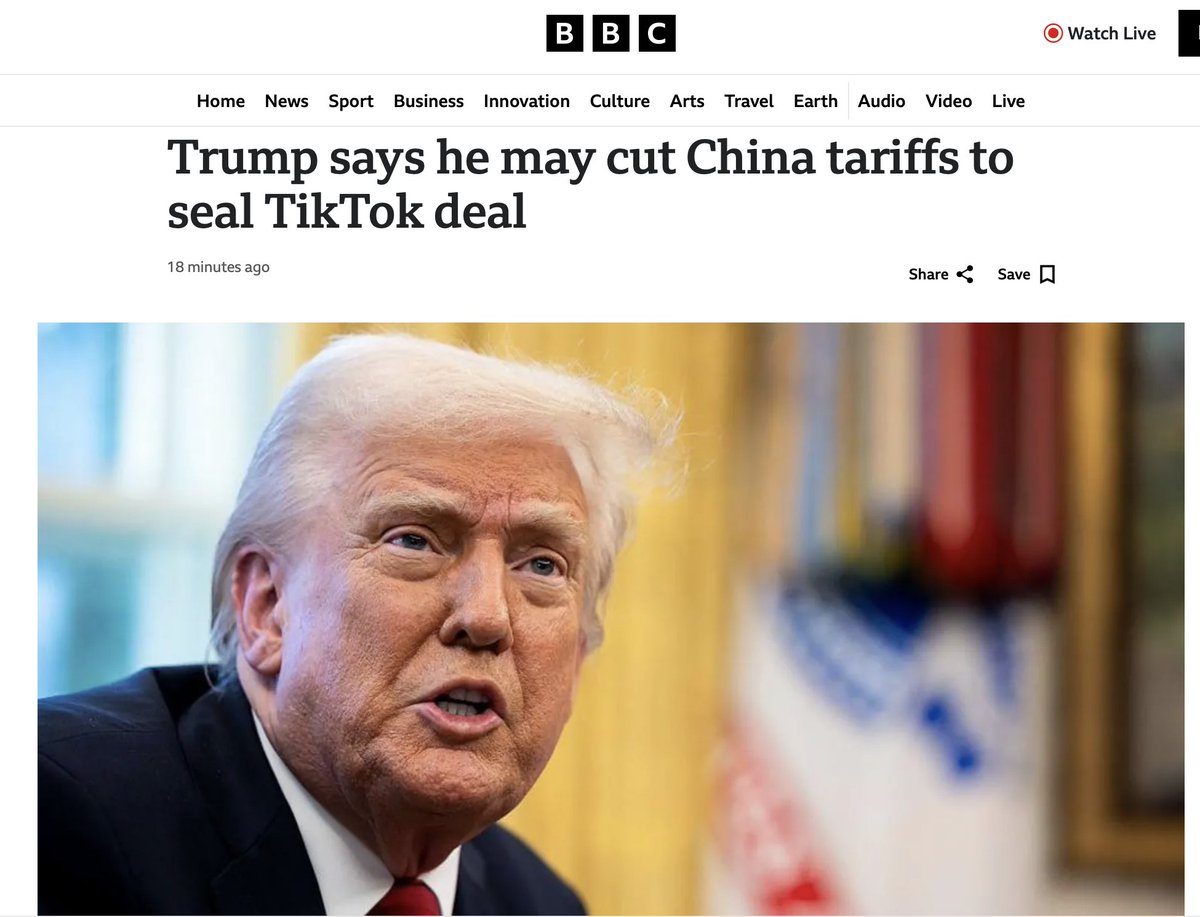 BBC
Watch Live
Home News Sport Business Innovation Culture Arts Travel Earth Audio Video Live
Trump says he may cut China tariffs to
seal TikTok deal
18 minutes ago
Share Save